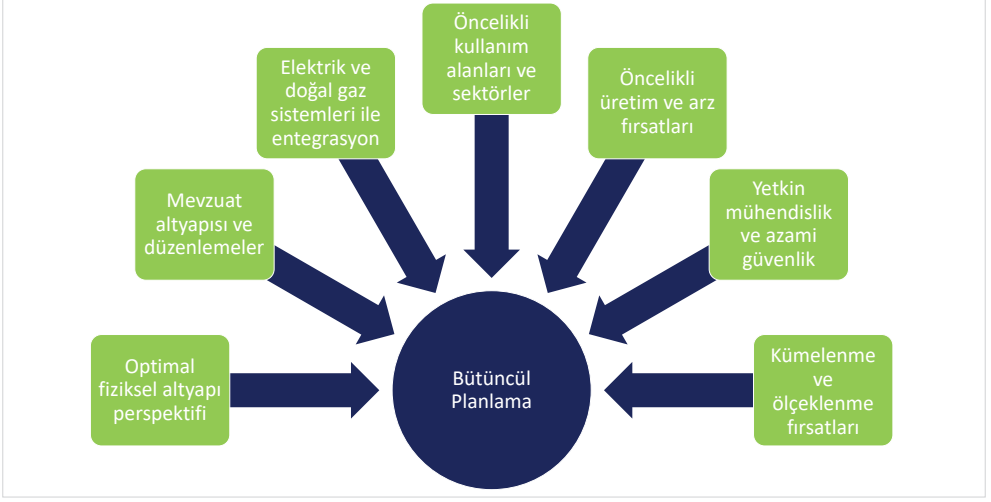 Öncelikli
kullanım
alanları ve
sektörler
Elektrik ve
doğal gaz
sistemleri ile
entegrasyon
Öncelikli
üretim ve arz
fırsatları
Mevzuat
altyapısı ve
düzenlemeler
Yetkin
mühendislik
ve azami
güvenlik
Optimal
fiziksel altyapı
perspektifi
Bütüncül
Planlama
Kümelenme
ve
ölçeklenme
fırsatları